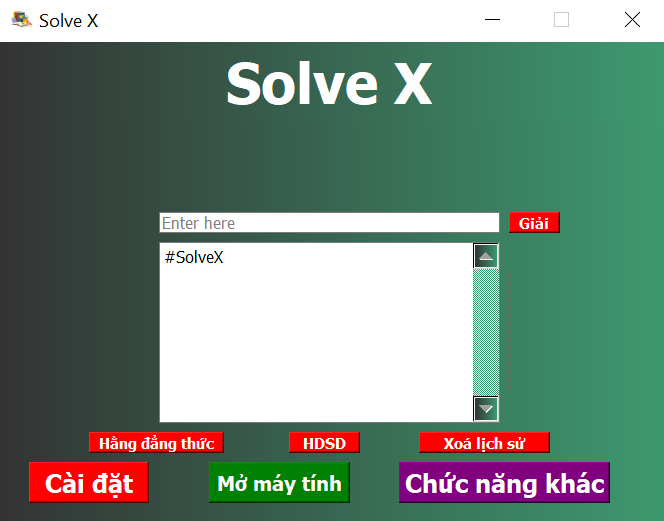 Solve X
Solve X
Enter here
Giải
#SolveX
Hằng đẳng thức
HDSD
Xoá lịch sử
Cài đặt
Mở máy tính
Chức năng khác